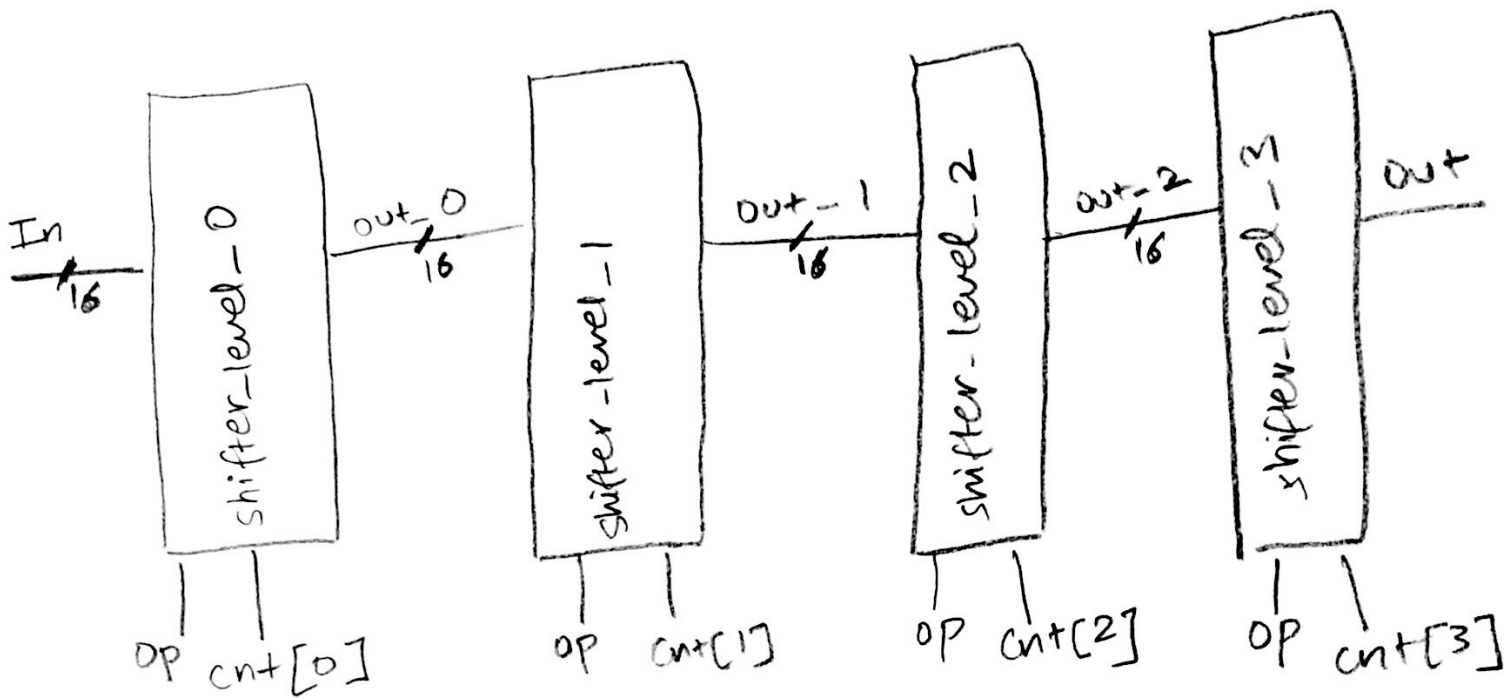 In
16
shifter_level_0
out_0
16
shifter_level_1
out_1
16
shifter_level_2
out_2
16
shifter_level_3
out
op cnt[0]
op cnt[1]
op cnt[2]
op cnt[3]